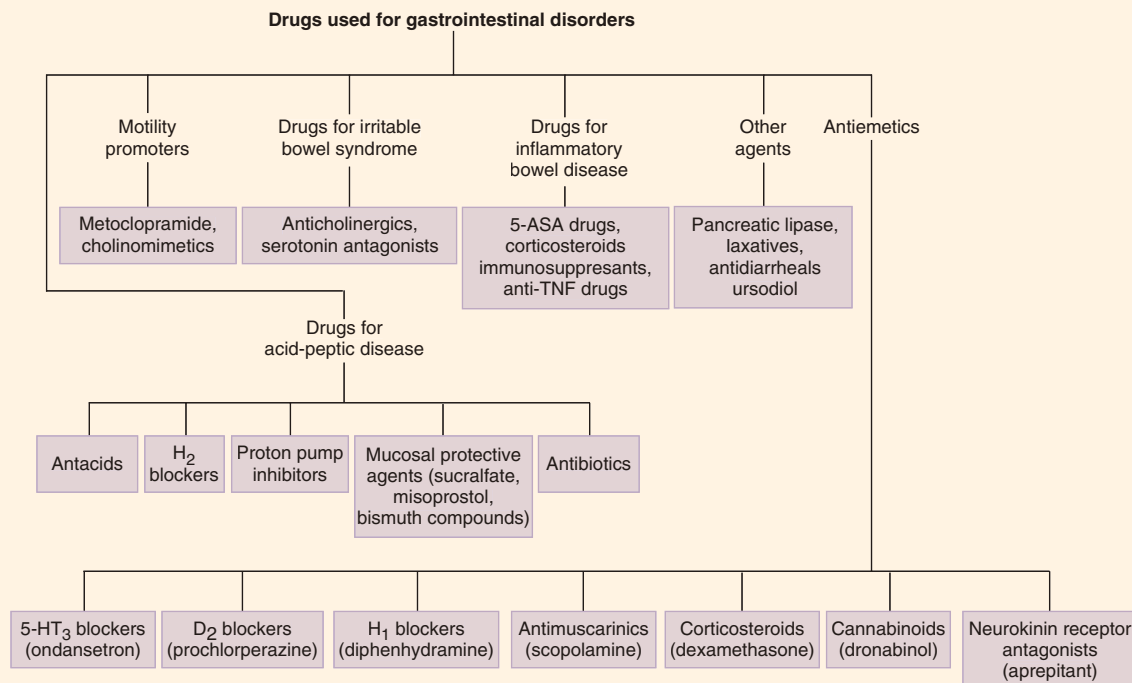 Drugs used for gastrointestinal disorders
Motility
promoters
Drugs for irritable
bowel syndrome
Drugs for
inflammatory
bowel disease
Other
agents
Antiemetics
Metoclopramide,
cholinomimetics
Anticholinergics,
serotonin antagonists
5-ASA drugs,
corticosteroids
immunosuppresants,
anti-TNF drugs
Pancreatic lipase,
laxatives,
antidiarrheals
ursodiol
Drugs for
acid-peptic disease
Antacids
H2
blockers
Proton pump
inhibitors
Mucosal protective
agents (sucralfate,
misoprostol,
bismuth compounds)
Antibiotics
5-HT3 blockers
(ondansetron)
D2 blockers
(prochlorperazine)
H1 blockers
(diphenhydramine)
Antimuscarinics
(scopolamine)
Corticosteroids
(dexamethasone)
Cannabinoids
(dronabinol)
Neurokinin receptor
antagonists
(aprepitant)